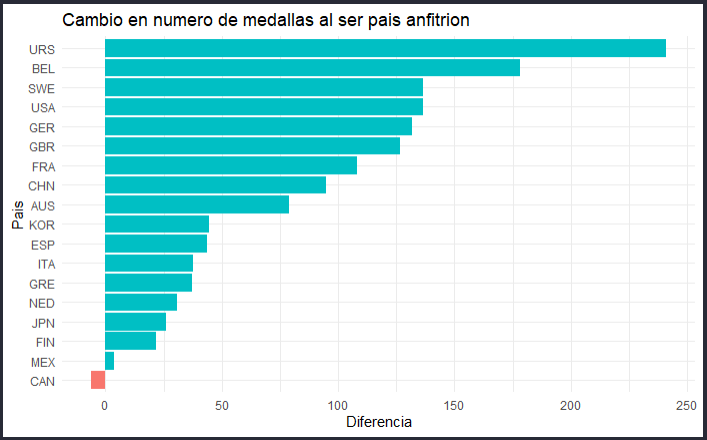 Cambio en numero de medallas al ser pais anfitrion
Pais
URS
BEL
SWE
USA
GER
GBR
FRA
CHN
AUS
KOR
ESP
ITA
GRE
NED
JPN
FIN
MEX
CAN
0 50 100 150 200 250
Diferencia